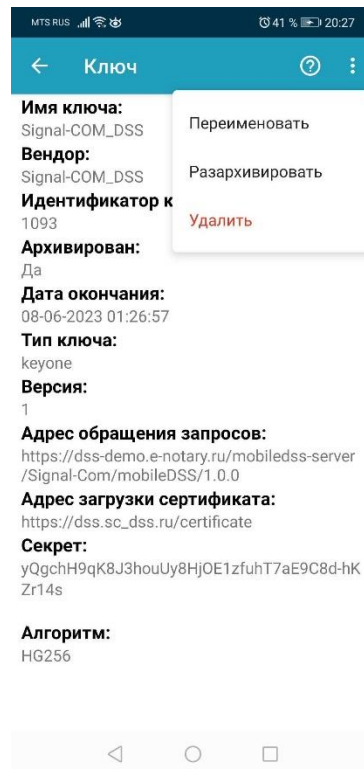 MTS RUS 41 % 20:27
Ключ
Имя ключа:
Signal-COM_DSS
Переименовать
Вендор:
Signal-COM_DSS
Разархивировать
Идентификатор к
1093
Удалить
Архивирован:
Да
Дата окончания:
08-06-2023 01:26:57
Тип ключа:
keyone
Версия:
1
Адрес обращения запросов:
https://dss-demo.e-notary.ru/mobiledss-server
/Signal-Com/mobileDSS/1.0.0
Адрес загрузки сертификата:
https://dss.sc_dss.ru/certificate
Секрет:
yQgchH9qK8J3houUy8HjOE1zfuhT7aE9C8d-hK
Zr14s
Алгоритм:
HG256